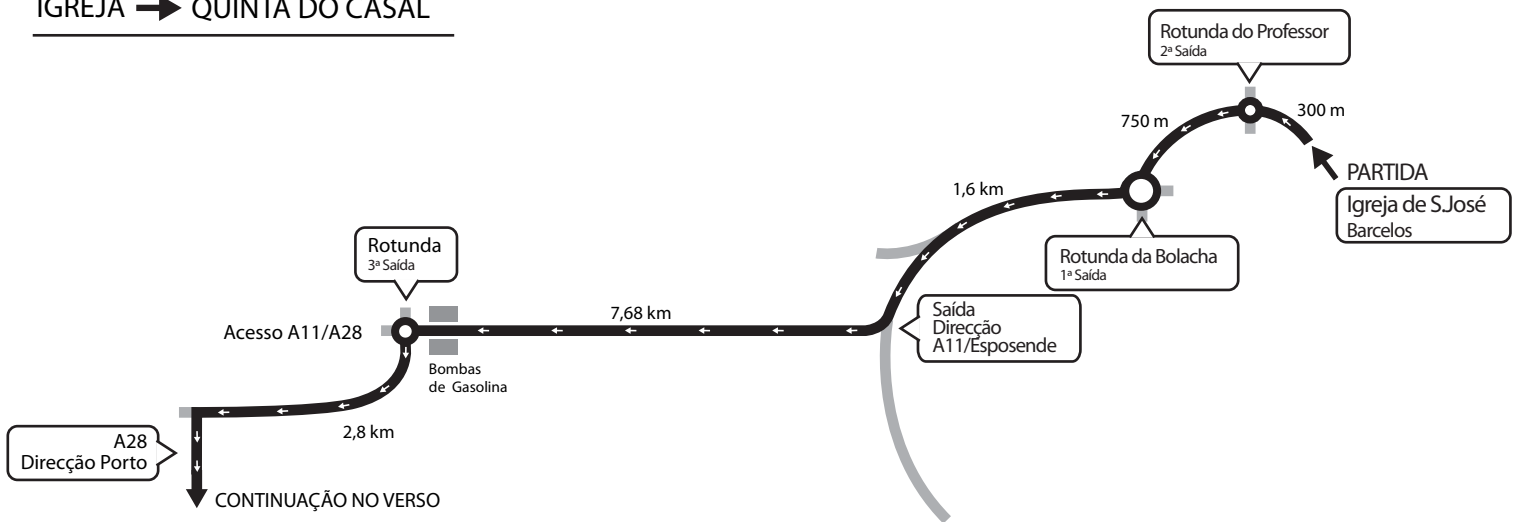 IGREJA → QUINTA DO CASAL
Rotunda do Professor
2ª Saída
750 m
300 m
PARTIDA
Igreja de S.José
Barcelos
1,6 km
Rotunda da Bolacha
1ª Saída
Rotunda
3ª Saída
7,68 km
Saída
Direcção
A11/Esposende
Acesso A11/A28
Bombas
de Gasolina
2,8 km
A28
Direcção Porto
CONTINUAÇÃO NO VERSO